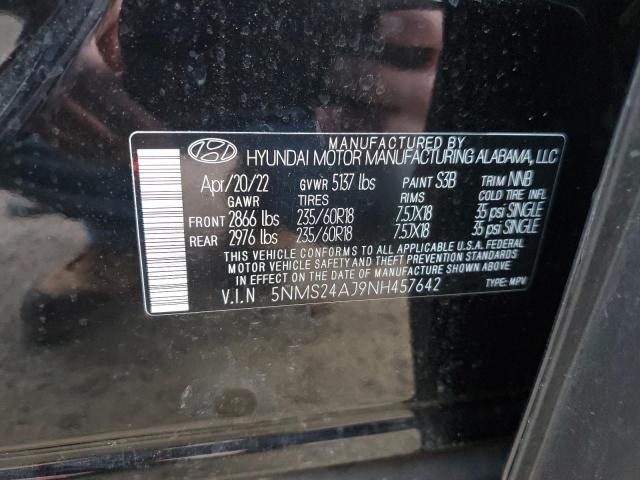 MANUFACTURED BY
HYUNDAI MOTOR MANUFACTURING ALABAMA, LLC
Apr/20/22 GVWR 5137 lbs PAINT S3B TRIM NNB
GAWR TIRES RIMS COLD TIRE INFL
FRONT 2866 lbs 235/60R18 7.5JX18 35 psi SINGLE
REAR 2976 lbs 235/60R18 7.5JX18 35 psi SINGLE
THIS VEHICLE CONFORMS TO ALL APPLICABLE U.S.A. FEDERAL
MOTOR VEHICLE SAFETY AND THEFT PREVENTION STANDARDS
IN EFFECT ON THE DATE OF MANUFACTURE SHOWN ABOVE.
V.I.N 5NMS24AJ9NH457642 TYPE: MPV